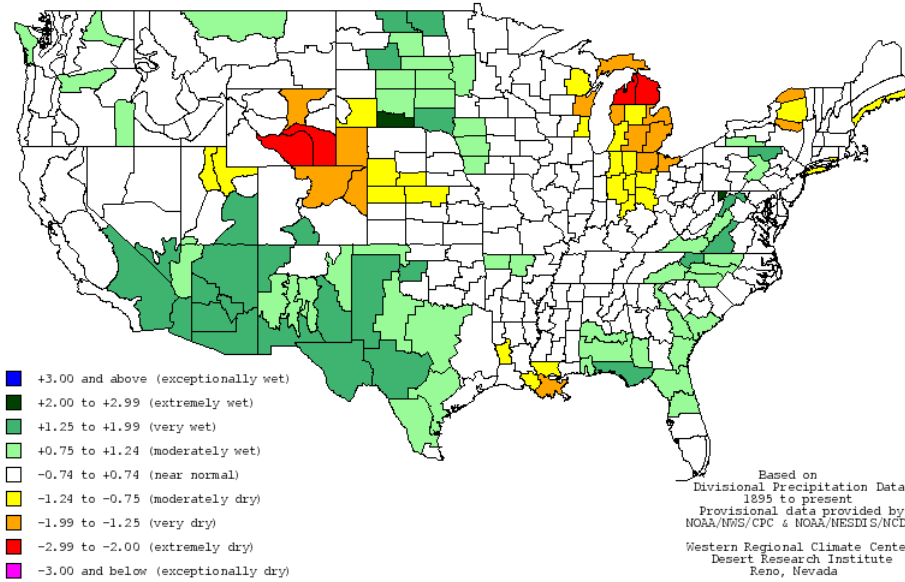 +3.00 and above (exceptionally wet)
+2.00 to +2.99 (extremely wet)
+1.25 to +1.99 (very wet)
+0.75 to +1.24 (moderately wet)
-0.74 to +0.74 (near normal)
-1.24 to -0.75 (moderately dry)
-1.99 to -1.25 (very dry)
-2.99 to -2.00 (extremely dry)
-3.00 and below (exceptionally dry)
Based on
Divisional Precipitation Data
1895 to present
Provisional data provided by
NOAA/NWS/CPC & NOAA/NESDIS/NCD
Western Regional Climate Cente
Desert Research Institute
Reno, Nevada